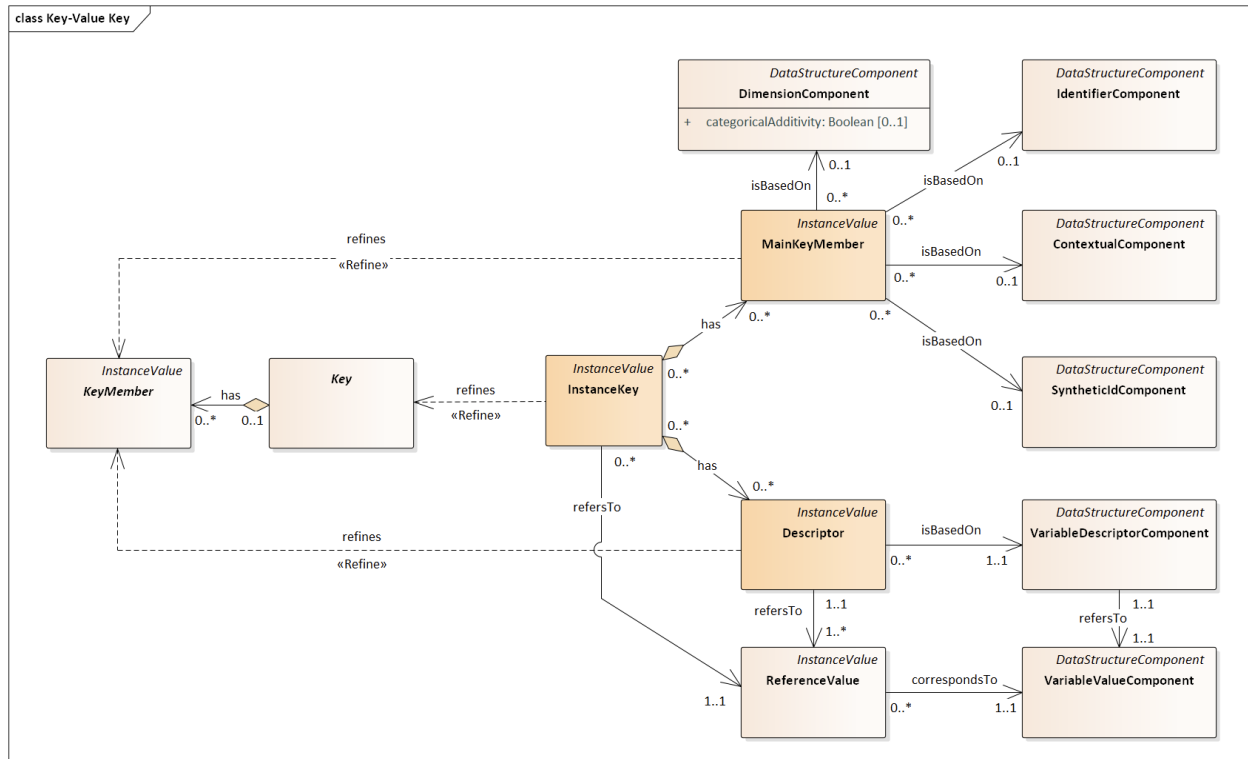 class Key-Value Key
DataStructureComponent
DimensionComponent
+ categoricalAdditivity: Boolean [0..1]
DataStructureComponent
IdentifierComponent
0..1
isBasedOn
0..*
0..1
isBasedOn
0..*
InstanceValue
MainKeyMember
DataStructureComponent
ContextualComponent
isBasedOn
0..*
0..1
refines
«Refine»
has
0..*
0..*
0..*
isBasedOn
0..1
DataStructureComponent
SyntheticIdComponent
InstanceValue
KeyMember
has
0..*
0..1
Key
refines
«Refine»
InstanceValue
InstanceKey
0..*
0..*
has
0..*
refersTo
InstanceValue
Descriptor
isBasedOn
0..*
1..1
DataStructureComponent
VariableDescriptorComponent
refines
«Refine»
1..1
refersTo
1..*
1..1
refersTo
1..1
InstanceValue
ReferenceValue
1..1
correspondsTo
0..*
1..1
DataStructureComponent
VariableValueComponent